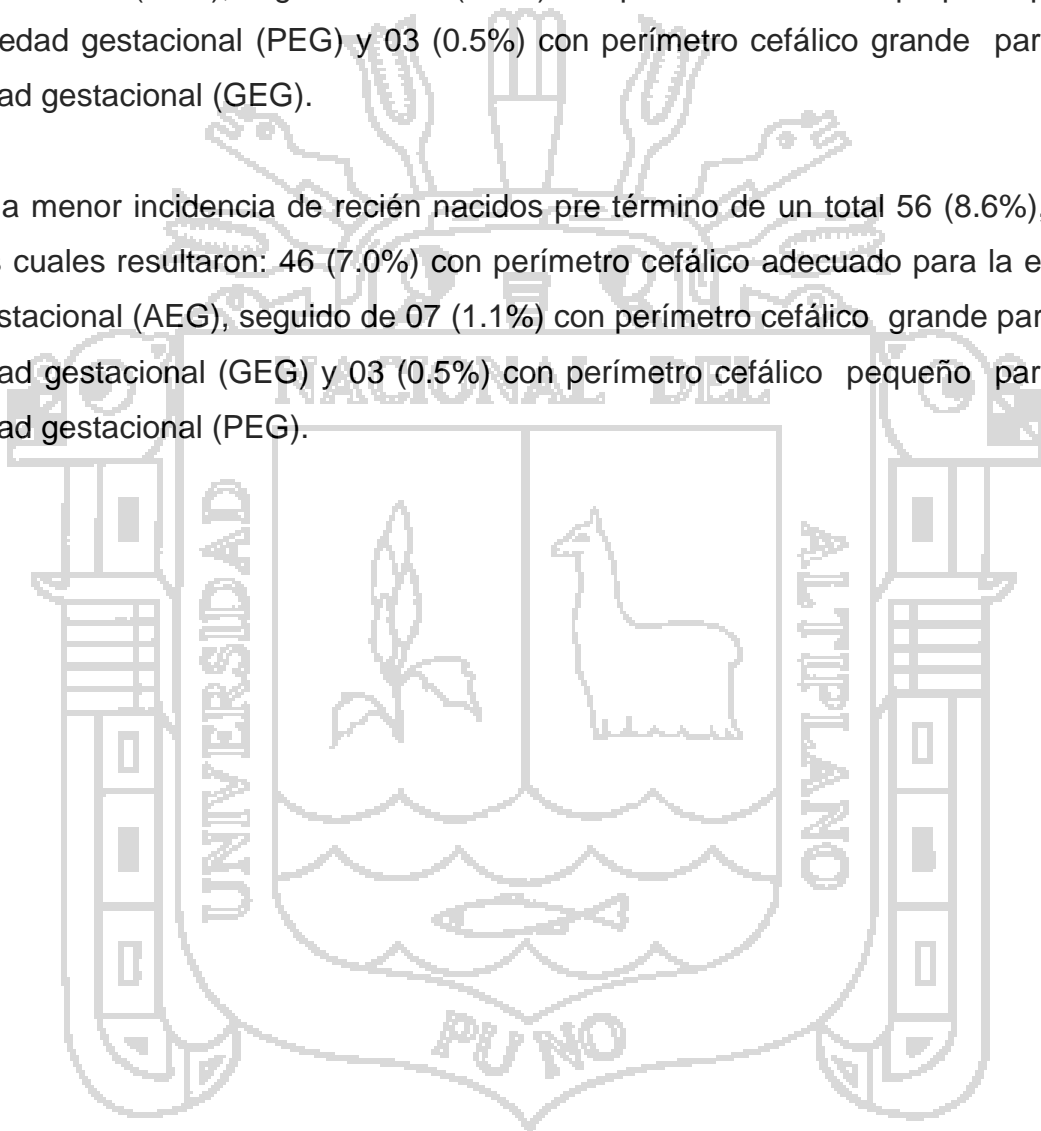 edad gestacional (PEG) y 03 (0.5%) con perímetro cefálico grande par
ad gestacional (GEG).
a menor incidencia de recién nacidos pre término de un total 56 (8.6%),
s cuales resultaron: 46 (7.0%) con perímetro cefálico adecuado para la e
stacional (AEG), seguido de 07 (1.1%) con perímetro cefálico grande par
ad gestacional (GEG) y 03 (0.5%) con perímetro cefálico pequeño par
ad gestacional (PEG).
NACIONAL DEL
UNIVERSIDAD
ALTIPLANO
PUNO